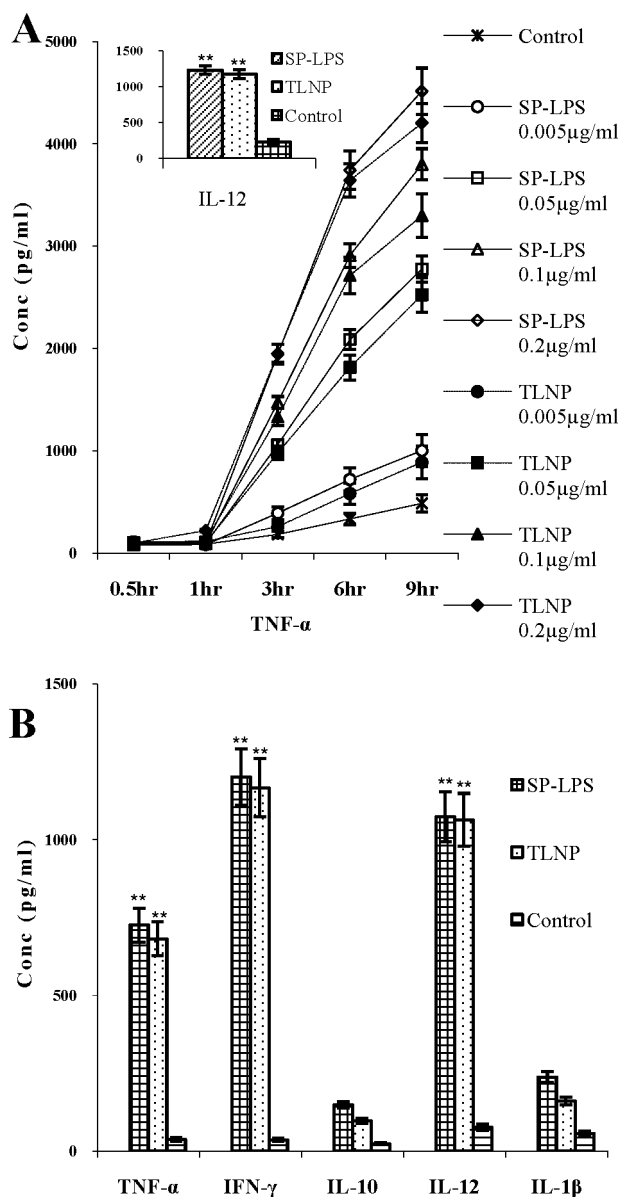 A
5000
4000
3000
2000
1000
0
Conc (pg/ml)
0.5hr 1hr 3hr 6hr 9hr
TNF-α
1500
1200
900
500
0
** **
SP-LPS
TLNP
Control
IL-12
Control
SP-LPS
0.005µg/ml
SP-LPS
0.05µg/ml
SP-LPS
0.1µg/ml
SP-LPS
0.2µg/ml
TLNP
0.005µg/ml
TLNP
0.05µg/ml
TLNP
0.1µg/ml
TLNP
0.2µg/ml
B
1500
1000
500
0
Conc (pg/ml)
** **
** **
** **
SP-LPS
TLNP
Control
TNF-α IFN-γ IL-10 IL-12 IL-1β